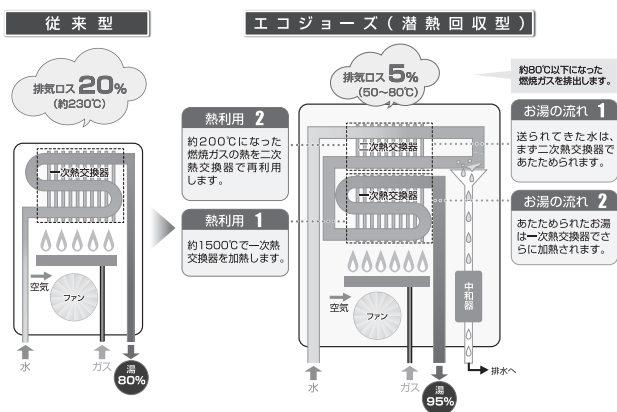 従来型
エコジョーズ(潜熱回収型)
排気ロス 20%
(約230℃)
一次熱交換器
空気
ファン
水
ガス
湯
80%
熱利用 2
約200℃になった
燃焼ガスの熱を二次
熱交換器で再利用
します。
熱利用 1
約1500℃で一次熱
交換器を加熱します。
排気ロス 5%
(50~80℃)
約80℃以下になった
燃焼ガスを排出します。
二次熱交換器
一次熱交換器
空気
ファン
水
ガス
湯
95%
中和器
排水へ
お湯の流れ 1
送られてきた水は、
まず二次熱交換器で
あたためられます。
お湯の流れ 2
あたためられたお湯
は一次熱交換器でさ
らに加熱されます。